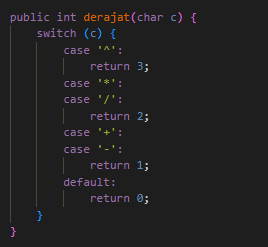 public int derajat(char c) {
    switch (c) {
        case '^':
            return 3;
        case '*':
        case '/':
            return 2;
        case '+':
        case '-':
            return 1;
        default:
            return 0;
    }
}